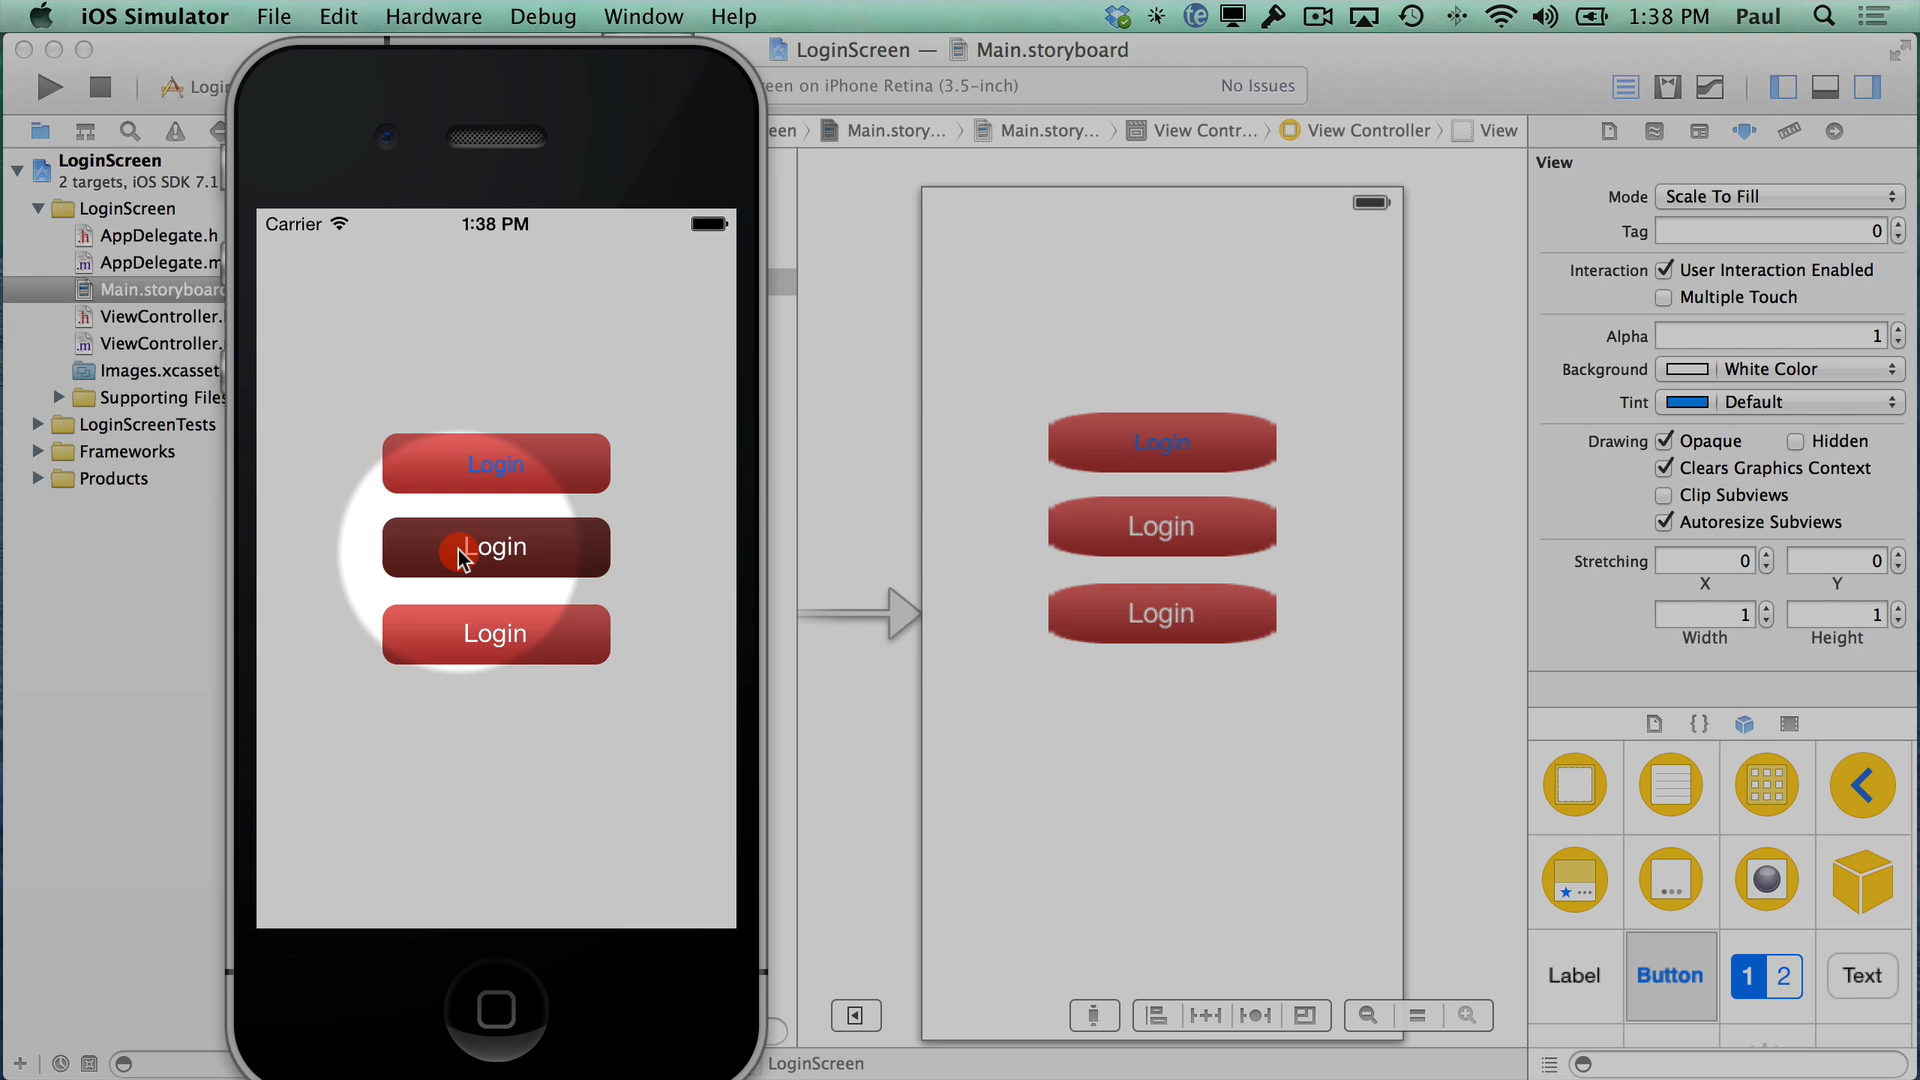 iOS Simulator File Edit Hardware Debug Window Help te 1:38 PM Paul
LoginScreen — Main.storyboard
Login
een on iPhone Retina (3.5-inch) No Issues
een Main.story... Main.story... View Contr... View Controller View
LoginScreen
2 targets, iOS SDK 7.1
LoginScreen
h AppDelegate.h
m AppDelegate.m
Main.storyboard
h ViewController.
m ViewController.
Images.xcasset
Supporting Files
LoginScreenTests
Frameworks
Products
Carrier 1:38 PM
Login
Login
Login
Login
Login
Login
View
Mode Scale To Fill
Tag 0
Interaction User Interaction Enabled
Multiple Touch
Alpha 1
Background White Color
Tint Default
Drawing Opaque Hidden
Clears Graphics Context
Clip Subviews
Autoresize Subviews
Stretching 0 0
X Y
1 1
Width Height
{}
Label Button 1 2 Text
LoginScreen